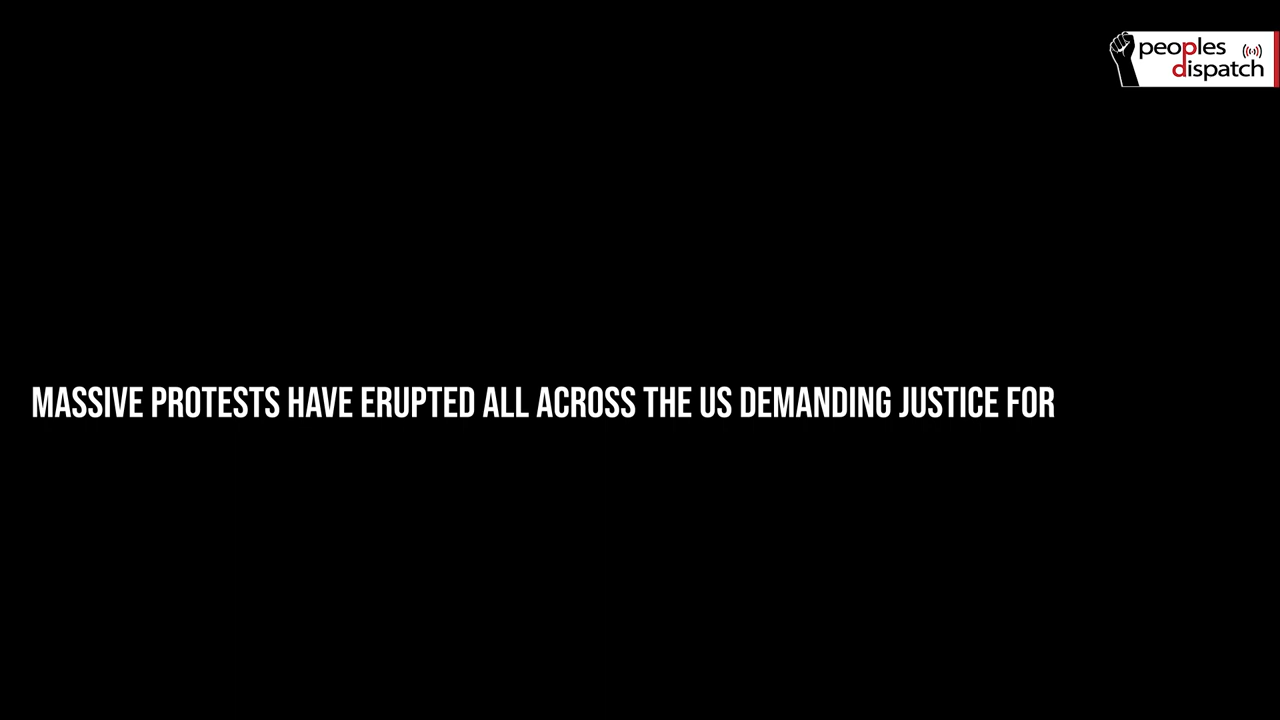 peoples
dispatch
MASSIVE PROTESTS HAVE ERUPTED ALL ACROSS THE US DEMANDING JUSTICE FOR